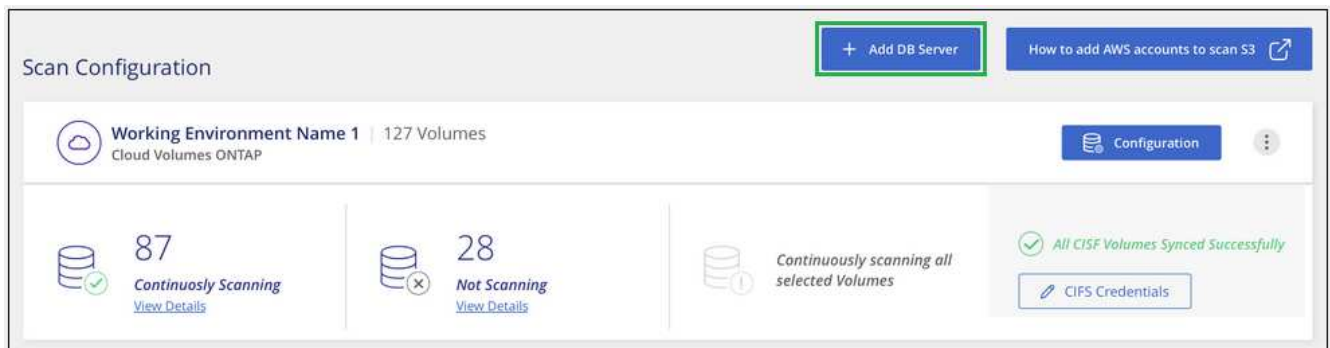 + Add DB Server
How to add AWS accounts to scan S3
Scan Configuration
Working Environment Name 1 | 127 Volumes
Cloud Volumes ONTAP
Configuration
87
Continuosly Scanning
View Details
28
Not Scanning
View Details
Continuously scanning all
selected Volumes
All CISF Volumes Synced Successfully
CIFS Credentials